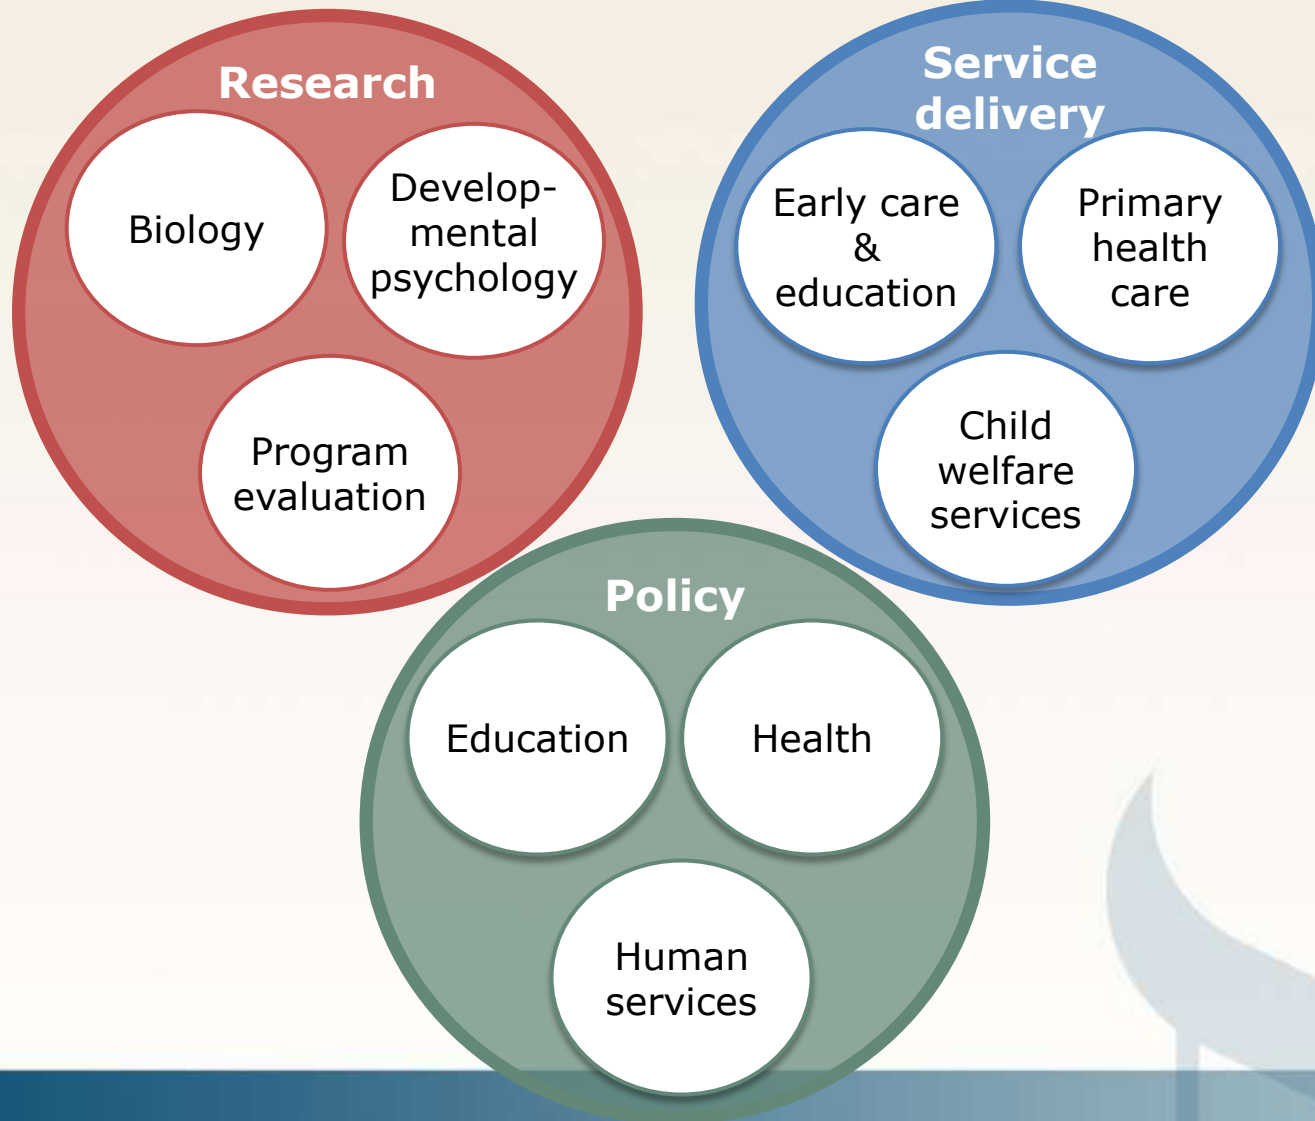 Research
Biology
Develop-
mental
psychology
Program
evaluation
Service
delivery
Early care
&
education
Primary
health
care
Child
welfare
services
Policy
Education
Health
Human
services